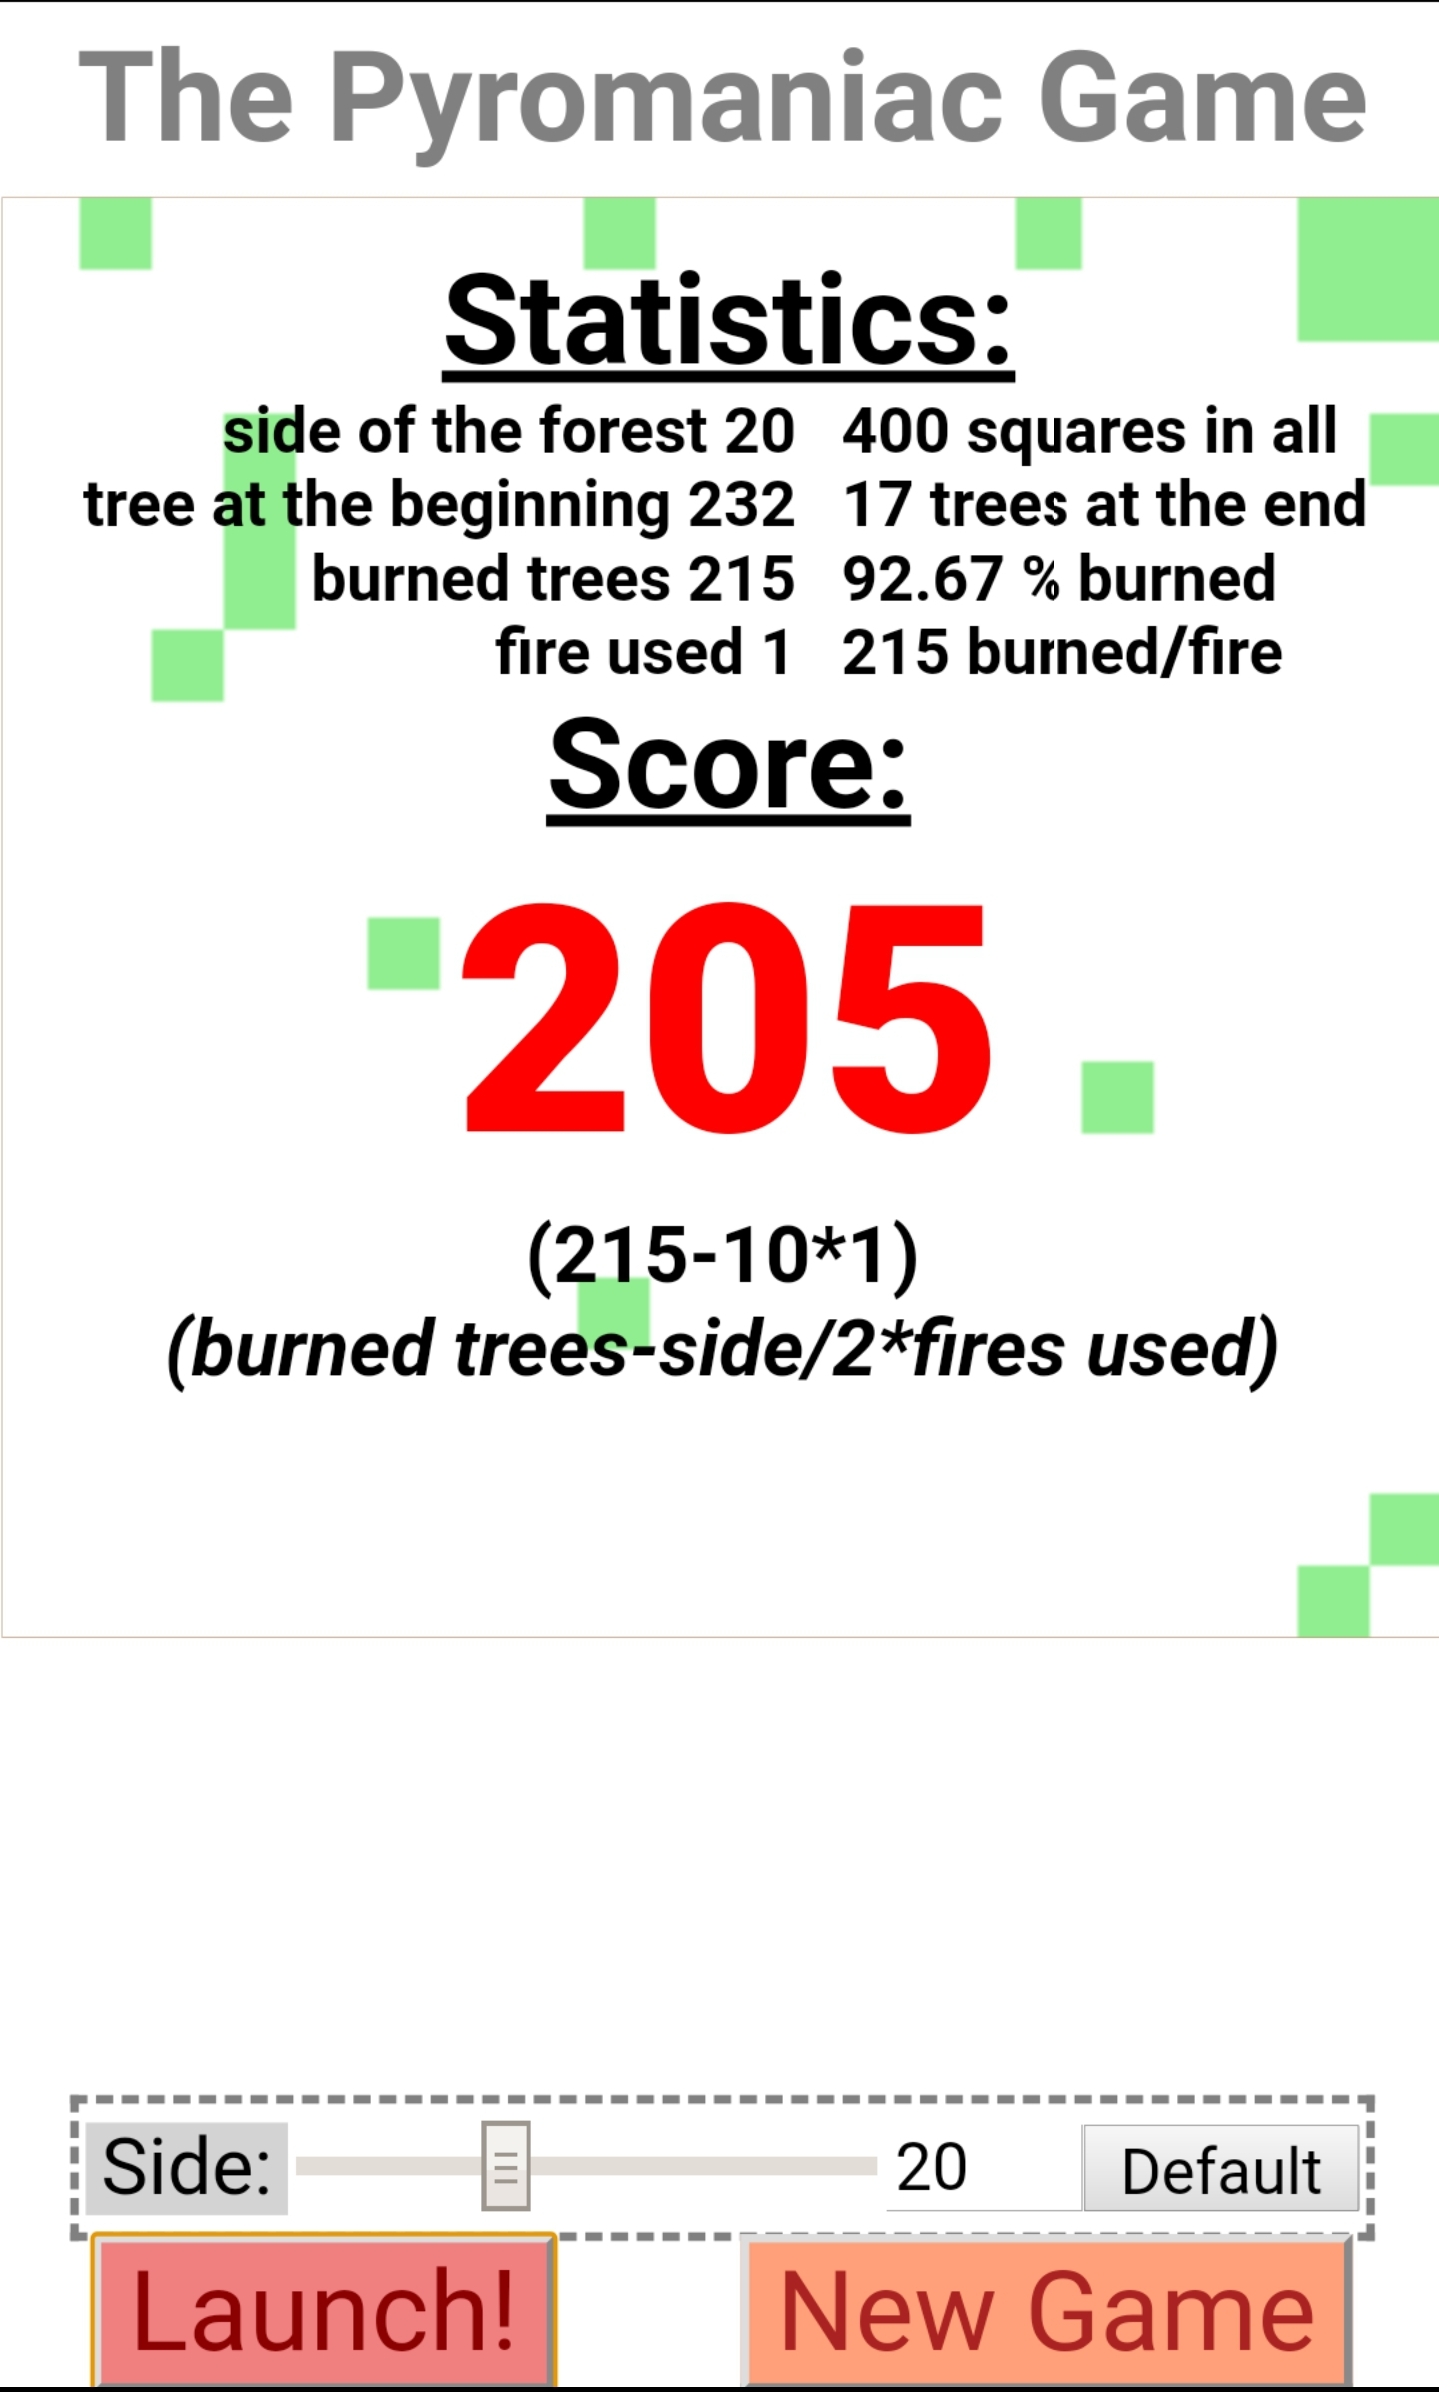 The Pyromaniac Game
Statistics:
side of the forest 20 400 squares in all
tree at the beginning 232 17 trees at the end
burned trees 215 92.67 % burned
fire used 1 215 burned/fire
Score:
205
(215-10*1)
(burned trees-side/2*fires used)
Side: 20 Default
Launch! New Game